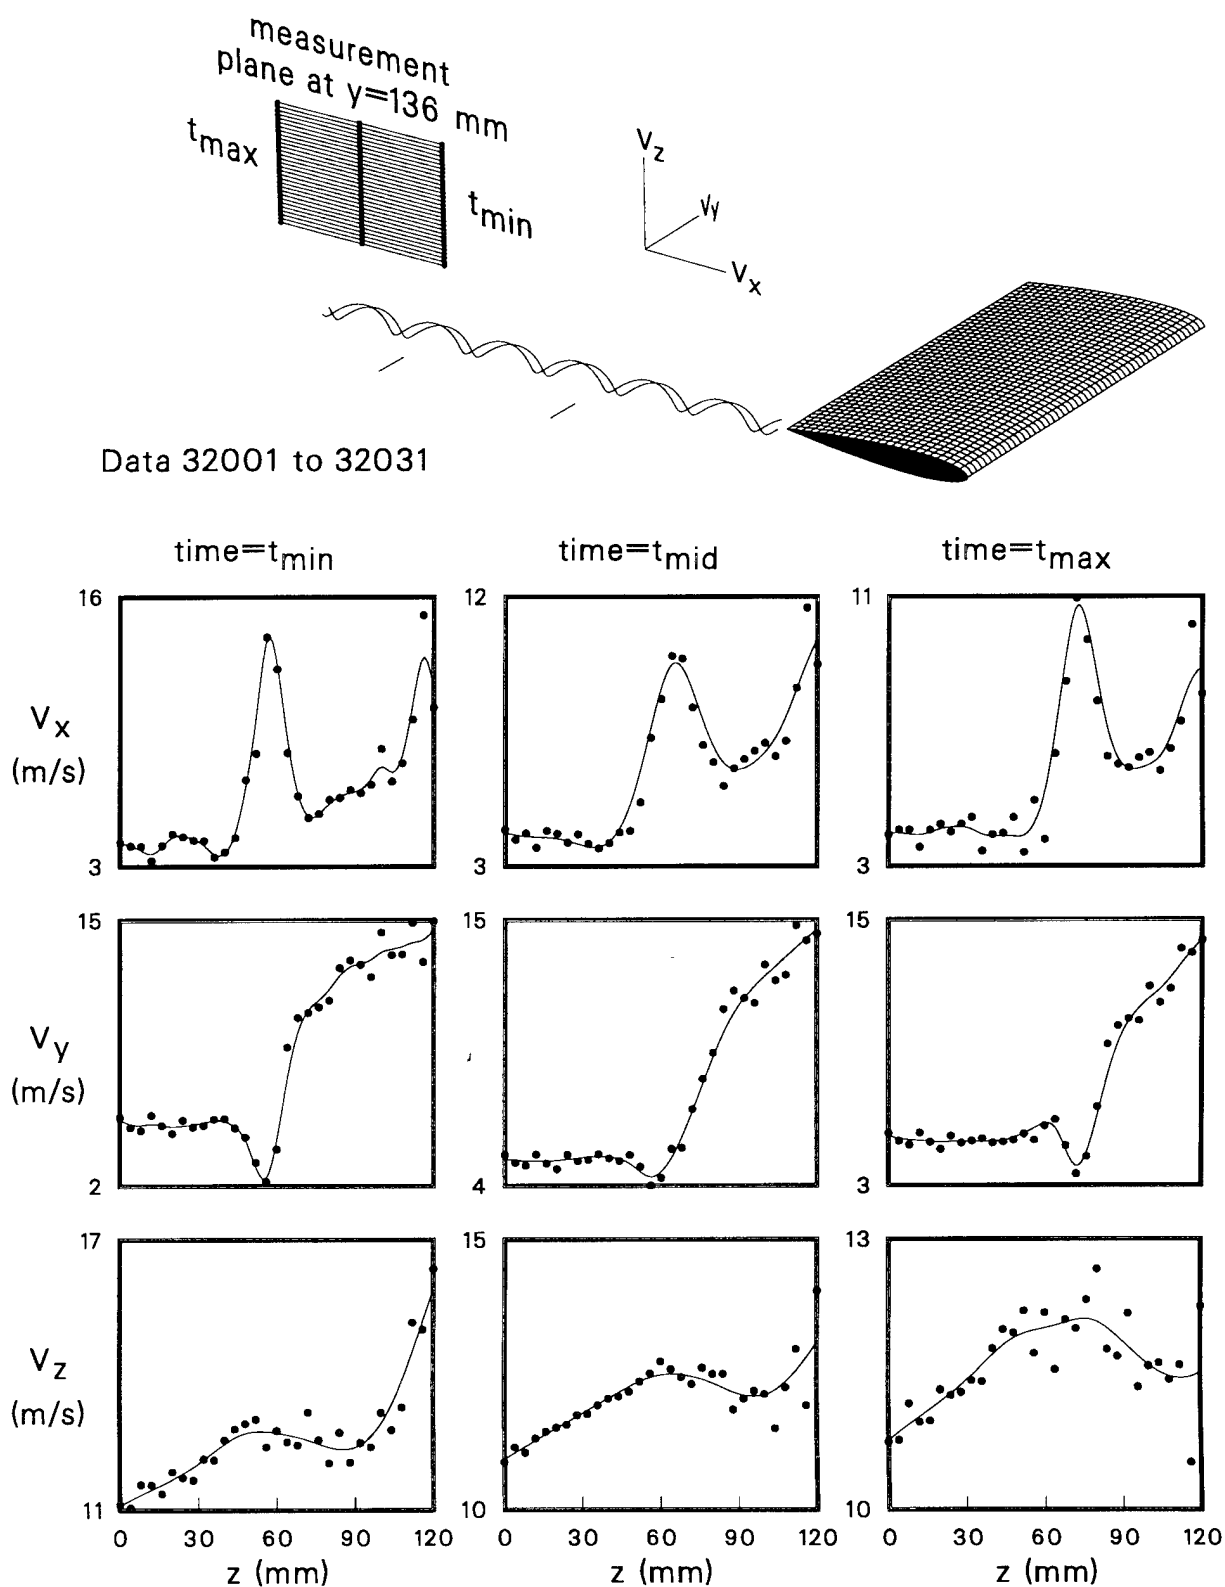 measurement
plane at y=136 mm
t_max
t_min
V_z
V_y
V_x
Data 32001 to 32031
time=t_min
time=t_mid
time=t_max
16
12
11
V_x
(m/s)
3
3
3
15
15
15
V_y
(m/s)
2
4
3
17
15
13
V_z
(m/s)
11
10
10
0 30 60 90 120
0 30 60 90 120
0 30 60 90 120
z (mm)
z (mm)
z (mm)